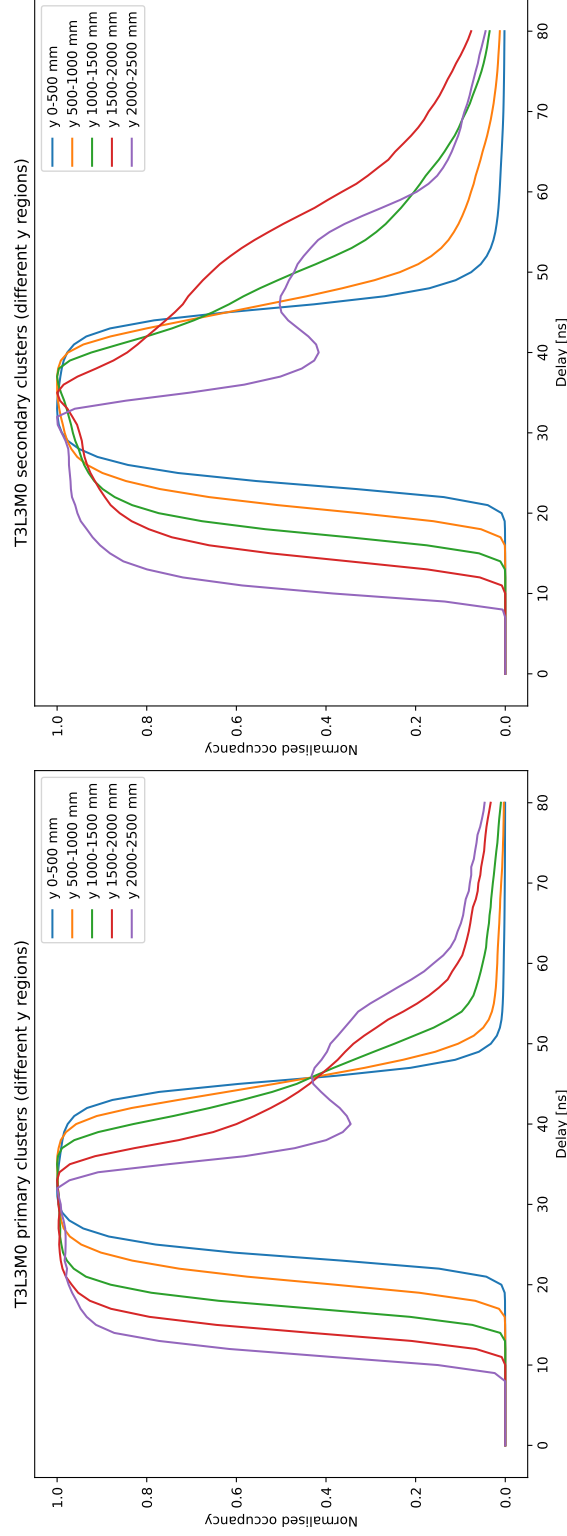 T3L3M0 primary clusters (different y regions)
1.0
0.8
0.6
0.4
0.2
0.0
Normalised occupancy
0
10
20
30
40
50
60
70
80
Delay [ns]
y 0-500 mm
y 500-1000 mm
y 1000-1500 mm
y 1500-2000 mm
y 2000-2500 mm
T3L3M0 secondary clusters (different y regions)
1.0
0.8
0.6
0.4
0.2
0.0
Normalised occupancy
0
10
20
30
40
50
60
70
80
Delay [ns]
y 0-500 mm
y 500-1000 mm
y 1000-1500 mm
y 1500-2000 mm
y 2000-2500 mm